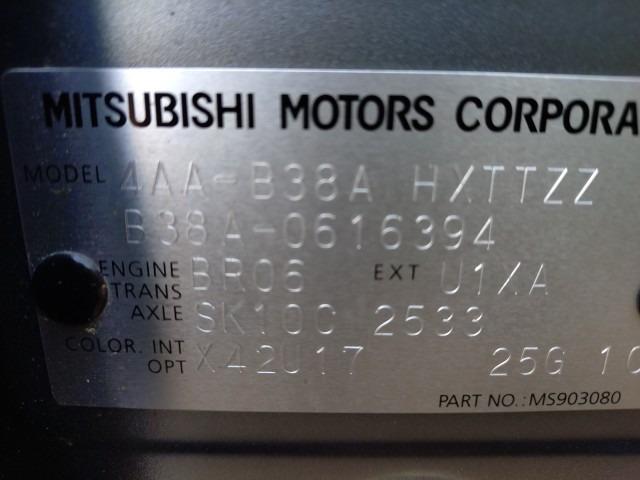 MITSUBISHI MOTORS CORPORA
MODEL 4AA-B38A HXTTZZ
B38A-0616394
ENGINE BR06 EXT U17A
TRANS
AXLE SK10C 2533
COLOR. INT X42U17 25G 10
OPT
PART NO.:MS903080